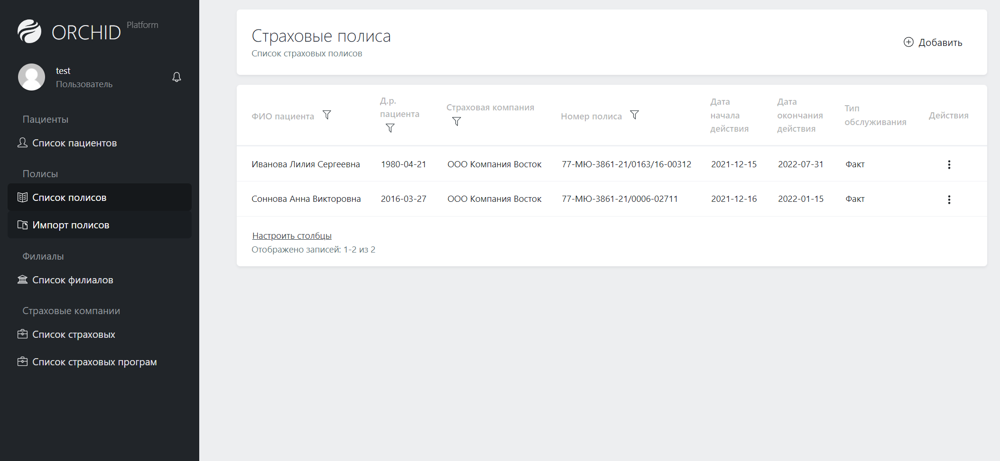 ORCHID Platform
test
Пользователь
Пациенты
Список пациентов
Полисы
Список полисов
Импорт полисов
Филиалы
Список филиалов
Страховые компании
Список страховых
Список страховых програм
Страховые полиса
Список страховых полисов
Добавить
ФИО пациента
Д.р.
пациента
Страховая компания
Номер полиса
Дата
начала
действия
Дата
окончания
действия
Тип
обслуживания
Действия
Иванова Лилия Сергеевна 1980-04-21 ООО Компания Восток 77-МЮ-3861-21/0163/16-00312 2021-12-15 2022-07-31 Факт
Соннова Анна Викторовна 2016-03-27 ООО Компания Восток 77-МЮ-3861-21/0006-02711 2021-12-16 2022-01-15 Факт
Настроить столбцы
Отображено записей: 1-2 из 2